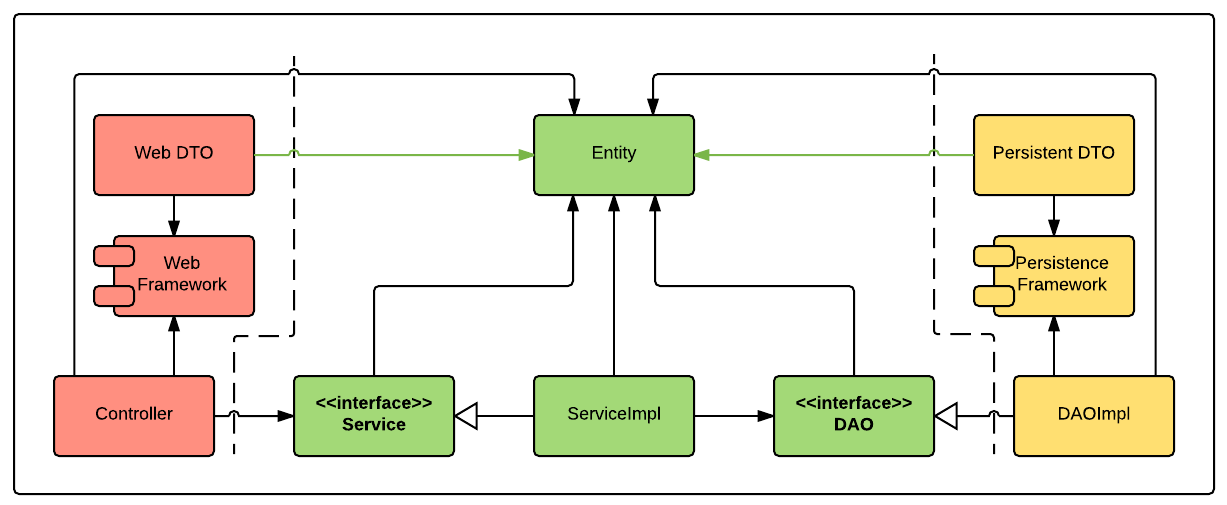 Web DTO
Entity
Persistent DTO
Web
Framework
Persistence
Framework
Controller
<<interface>>
Service
ServiceImpl
<<interface>>
DAO
DAOImpl